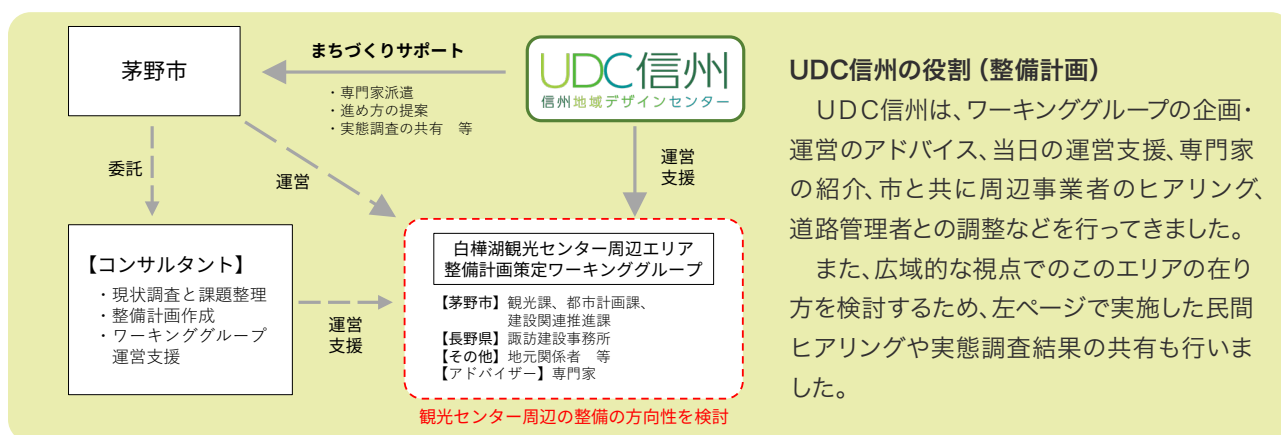 茅野市
まちづくりサポート
・専門家派遣
・進め方の提案
・実態調査の共有 等
UDC信州
信州地域デザインセンター
委託
運営
運営
支援
【コンサルタント】
・現状調査と課題整理
・整備計画作成
・ワーキンググループ
運営支援
運営
支援
白樺湖観光センター周辺エリア
整備計画策定ワーキンググループ
【茅野市】観光課、都市計画課、
建設関連推進課
【長野県】諏訪建設事務所
【その他】地元関係者 等
【アドバイザー】専門家
観光センター周辺の整備の方向性を検討
UDC信州の役割（整備計画）
UDC信州は、ワーキンググループの企画・
運営のアドバイス、当日の運営支援、専門家
の紹介、市と共に周辺事業者のヒアリング、
道路管理者との調整などを行ってきました。
また、広域的な視点でのこのエリアの在り
方を検討するため、左ページで実施した民間
ヒアリングや実態調査結果の共有も行いま
した。